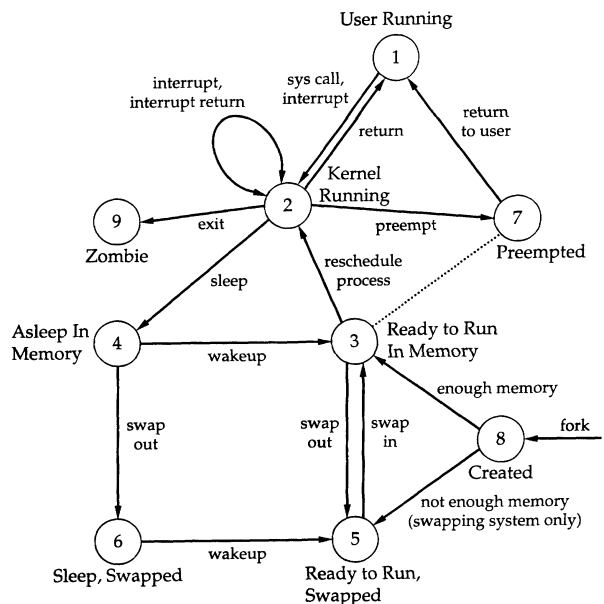 User Running
1
interrupt,
interrupt return
sys call,
interrupt
return
return
to user
Kernel
Running
2
7
9
exit
preempt
Zombie
Preempted
sleep
reschedule
process
Asleep In
Memory
4
3
Ready to Run
In Memory
wakeup
enough memory
swap
out
swap
out
swap
in
8
fork
Created
not enough memory
(swapping system only)
6
5
wakeup
Sleep, Swapped
Ready to Run,
Swapped